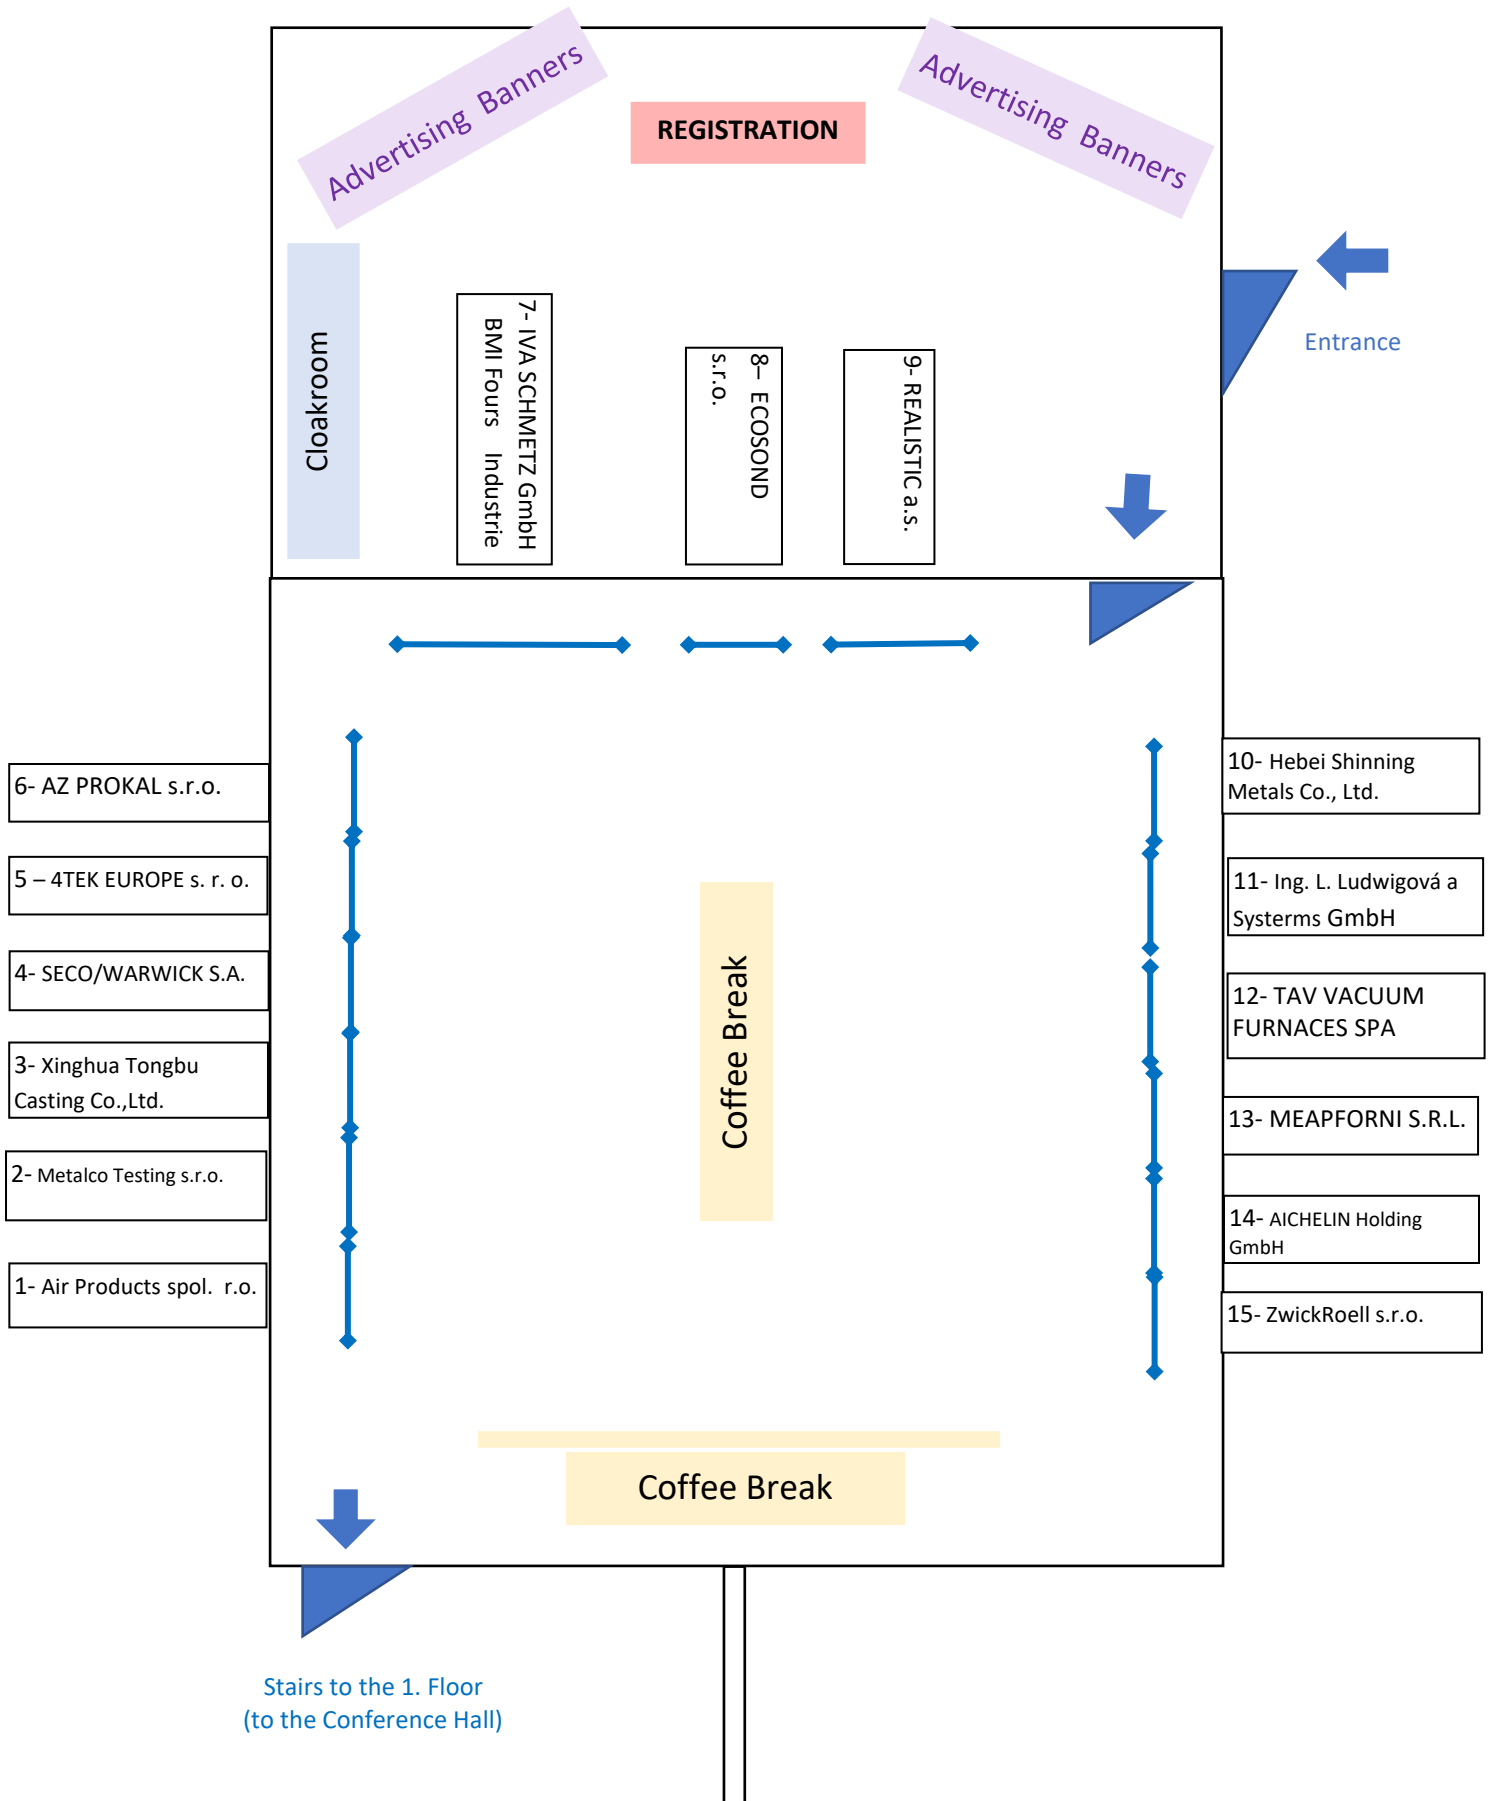 Advertising Banners
REGISTRATION
Advertising Banners
Entrance
Cloakroom
7- IVA SCHMETZ GmbH
BMI Fours Industrie
8– ECOSOND
s.r.o.
9- REALISTIC a.s.
6- AZ PROKAL s.r.o.
5 – 4TEK EUROPE s. r. o.
4- SECO/WARWICK S.A.
3- Xinghua Tongbu
Casting Co.,Ltd.
2- Metalco Testing s.r.o.
1- Air Products spol. r.o.
Coffee Break
10- Hebei Shinning
Metals Co., Ltd.
11- Ing. L. Ludwigová a
Systerms GmbH
12- TAV VACUUM
FURNACES SPA
13- MEAPFORNI S.R.L.
14- AICHELIN Holding
GmbH
15- ZwickRoell s.r.o.
Coffee Break
Stairs to the 1. Floor
(to the Conference Hall)